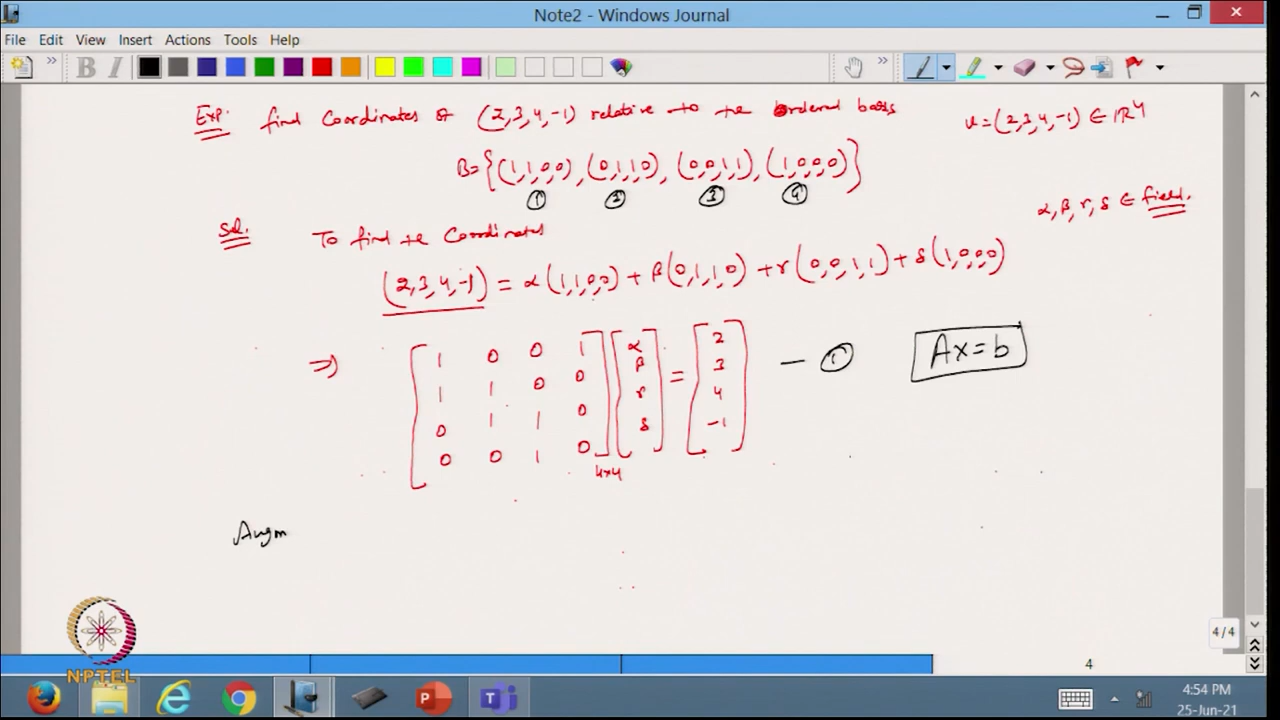 Note2 - Windows Journal
File Edit View Insert Actions Tools Help
Exp: find Coordinates of (2,3,4,-1) relative to te ordered basis
u=(2,3,4,-1) ∈ IR4
B={(1,1,0,0), (0,1,1,0), (0,0,1,1), (1,0,0,0)}
① ② ③ ④
α, β, r, δ ∈ field.
Sol. To find te Coordinates
(2,3,4,-1) = α(1,1,0,0) + β(0,1,1,0) + r(0,0,1,1) + δ(1,0,0,0)
⇒ [1 0 0 1] [α] = [2] — ① Ax=b
1 1 0 0 β 3
0 1 1 0 r 4
0 0 1 0 δ -1
4x4
Augm
NPTEL
4/4
4
4:54 PM
25-Jun-21